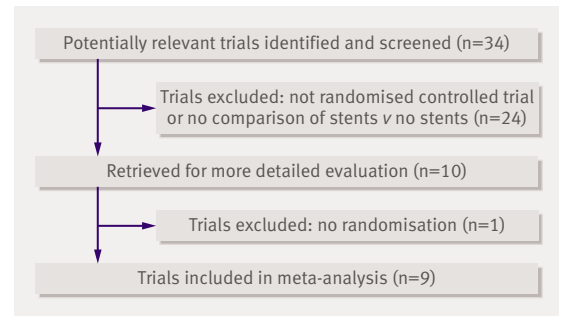 Potentially relevant trials identified and screened (n=34)
Trials excluded: not randomised controlled trial
or no comparison of stents v no stents (n=24)
Retrieved for more detailed evaluation (n=10)
Trials excluded: no randomisation (n=1)
Trials included in meta-analysis (n=9)